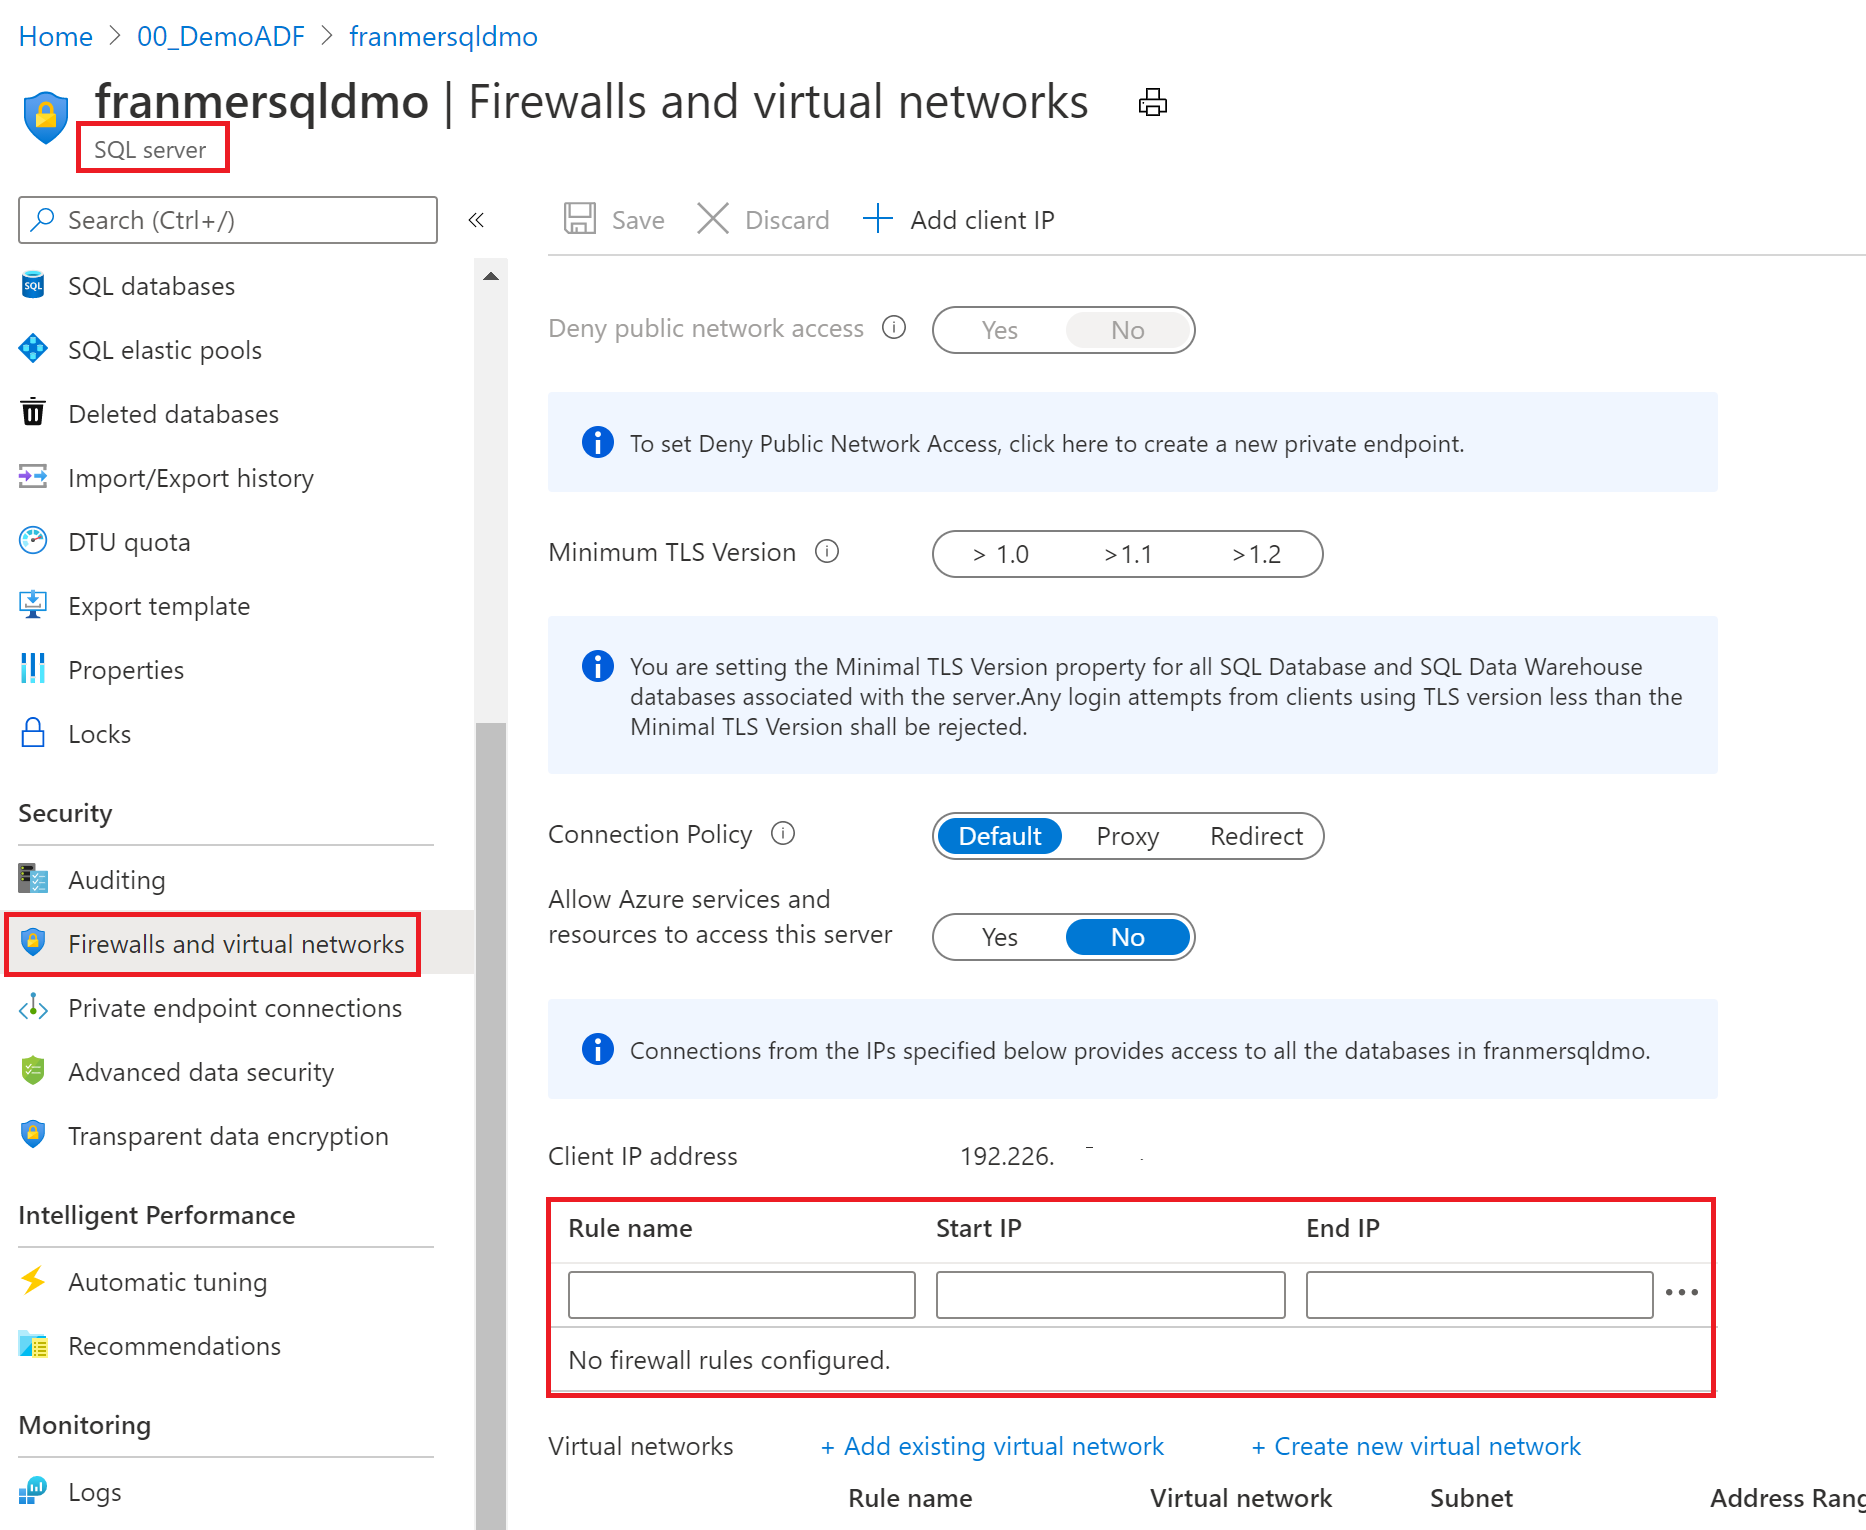 Home > 00_DemoADF > franmersqldmo
franmersqldmo | Firewalls and virtual networks
SQL server
Search (Ctrl+/)
«
SQL databases
SQL elastic pools
Deleted databases
Import/Export history
DTU quota
Export template
Properties
Locks
Security
Auditing
Firewalls and virtual networks
Private endpoint connections
Advanced data security
Transparent data encryption
Intelligent Performance
Automatic tuning
Recommendations
Monitoring
Logs
Save Discard + Add client IP
Deny public network access Yes No
To set Deny Public Network Access, click here to create a new private endpoint.
Minimum TLS Version > 1.0 >1.1 >1.2
You are setting the Minimal TLS Version property for all SQL Database and SQL Data Warehouse
databases associated with the server.Any login attempts from clients using TLS version less than the
Minimal TLS Version shall be rejected.
Connection Policy Default Proxy Redirect
Allow Azure services and
resources to access this server Yes No
Connections from the IPs specified below provides access to all the databases in franmersqldmo.
Client IP address 192.226.
Rule name Start IP End IP
No firewall rules configured.
Virtual networks + Add existing virtual network + Create new virtual network
Rule name Virtual network Subnet Address Rang